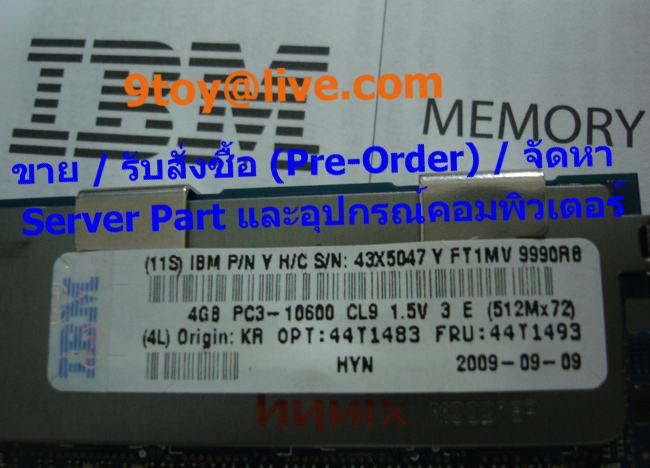 IBM
9toy@live.com
MEMORY
ขาย / รับสั่งซื้อ (Pre-Order) / จัดหา
Server Part และอุปกรณ์คอมพิวเตอร์
(11S) IBM P/N Y H/C S/N: 43X5047 Y FT1MV 9990R8
IBM
4GB PC3-10600 CL9 1.5V 3 E (512Mx72)
(4L) Origin: KR OPT:44T1483 FRU:44T1493
HYN 2009-09-09
hynix